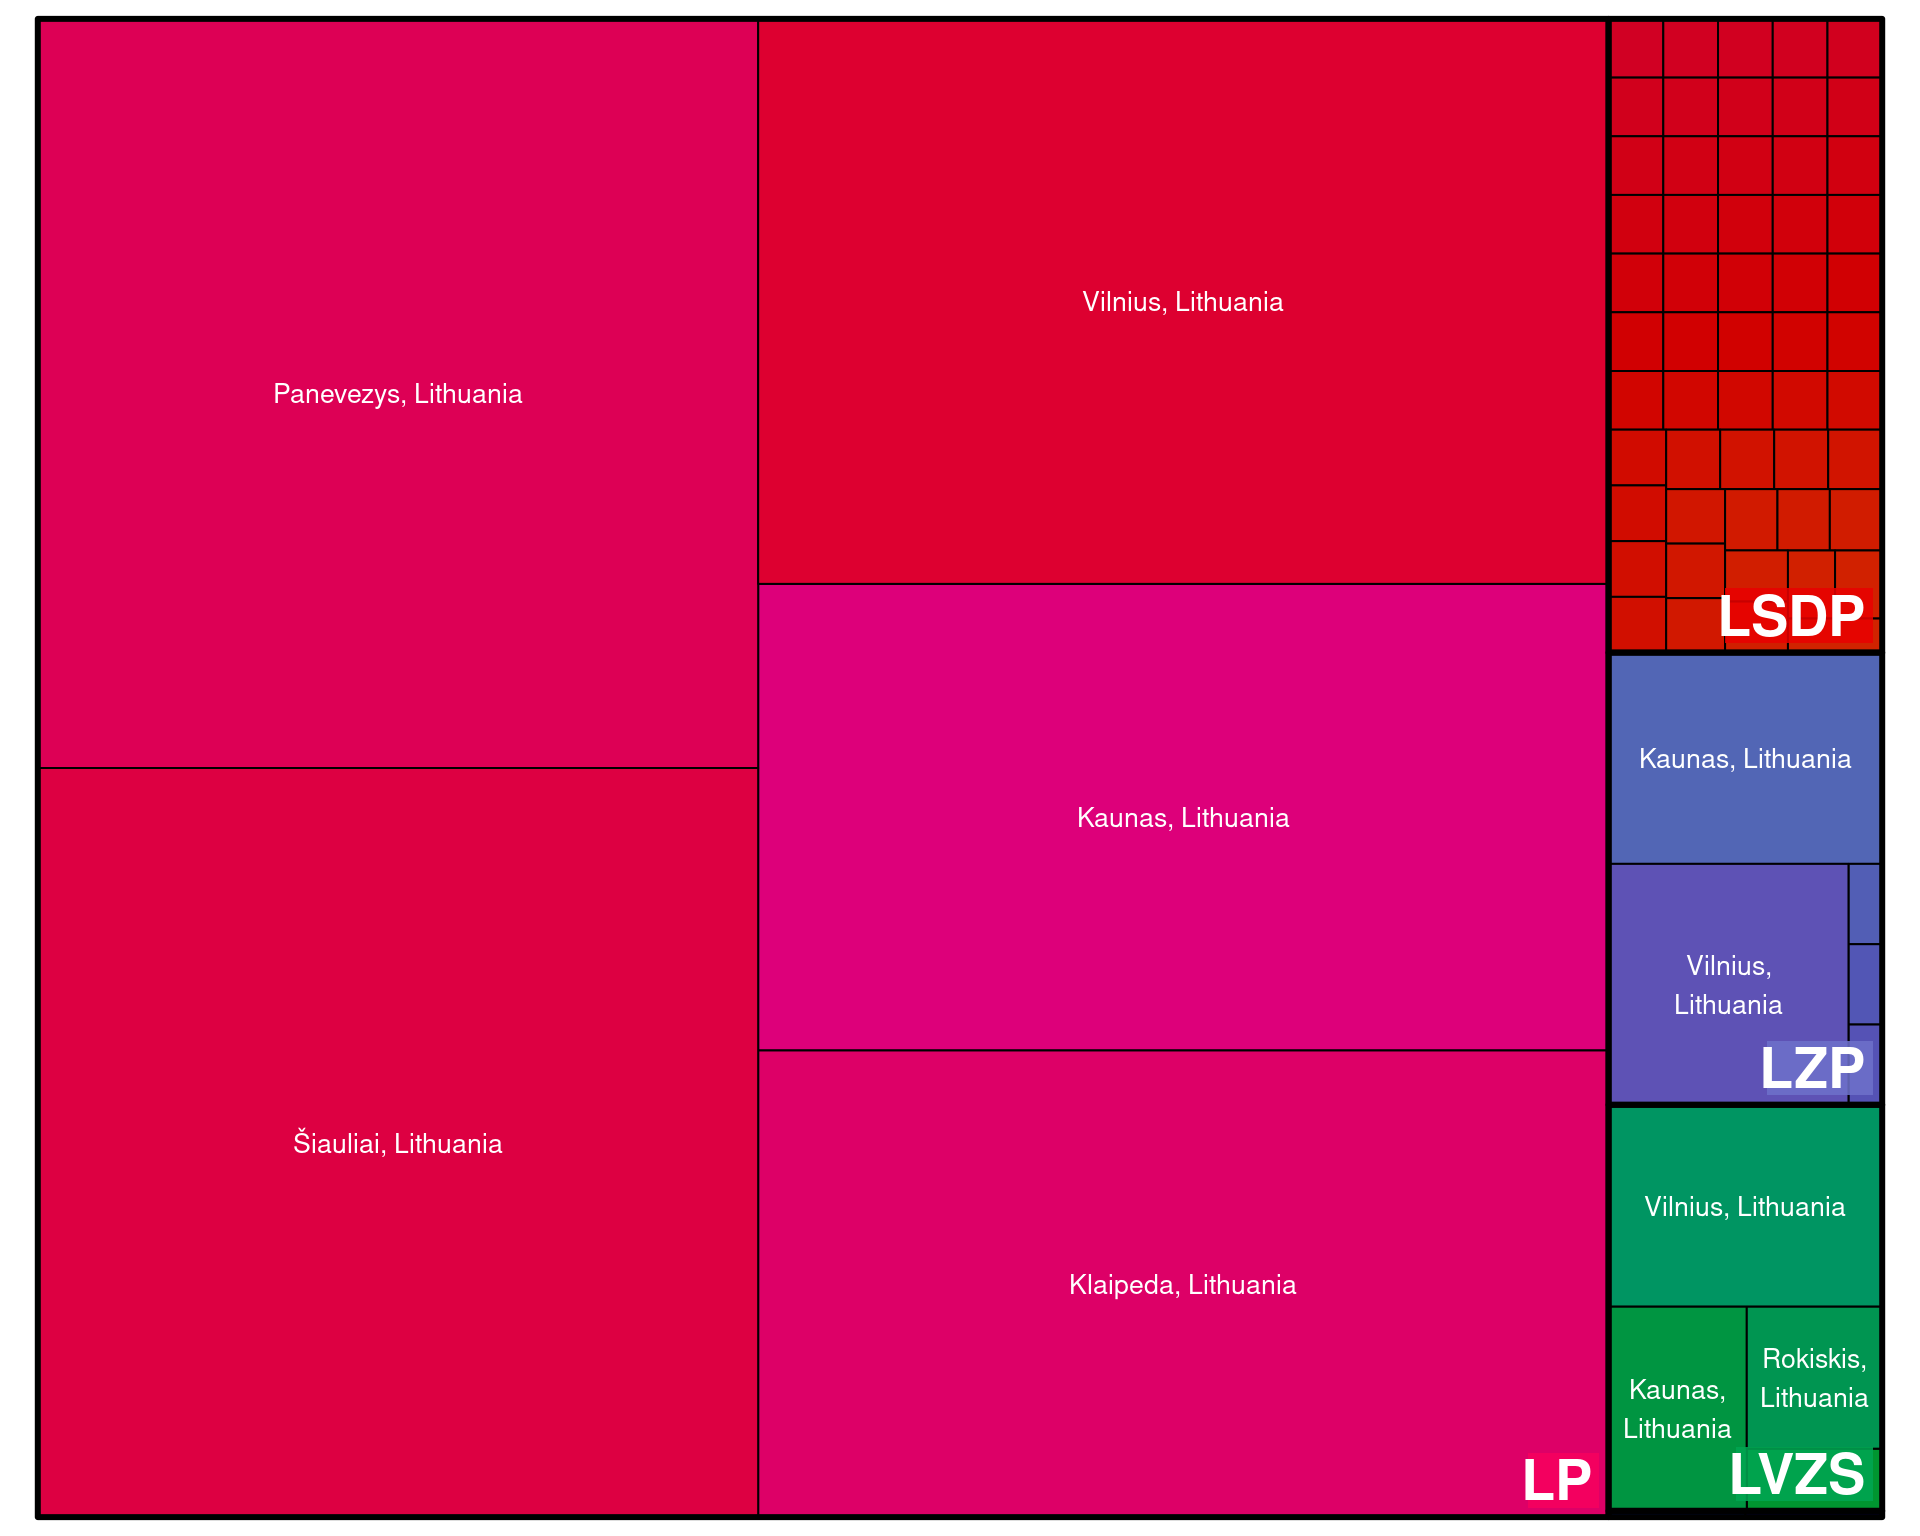 Panevezys, Lithuania
Šiauliai, Lithuania
Vilnius, Lithuania
Kaunas, Lithuania
Klaipeda, Lithuania
LP
LSDP
Kaunas, Lithuania
Vilnius,
Lithuania
LZP
Vilnius, Lithuania
Kaunas,
Lithuania
Rokiskis,
Lithuania
LVZS